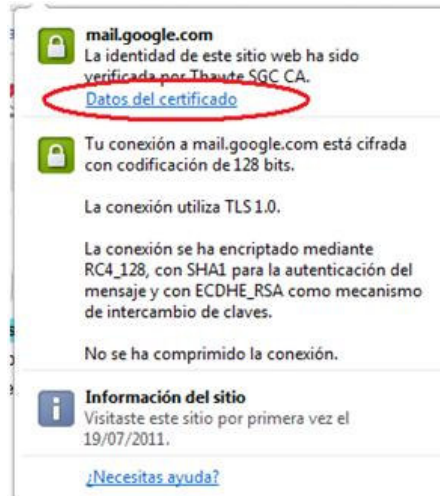 mail.google.com
La identidad de este sitio web ha sido
verificada por Thawte SGC CA.
Datos del certificado
Tu conexión a mail.google.com está cifrada
con codificación de 128 bits.
La conexión utiliza TLS 1.0.
La conexión se ha encriptado mediante
RC4_128, con SHA1 para la autenticación del
mensaje y con ECDHE_RSA como mecanismo
de intercambio de claves.
No se ha comprimido la conexión.
Información del sitio
Visitaste este sitio por primera vez el
19/07/2011.
¿Necesitas ayuda?